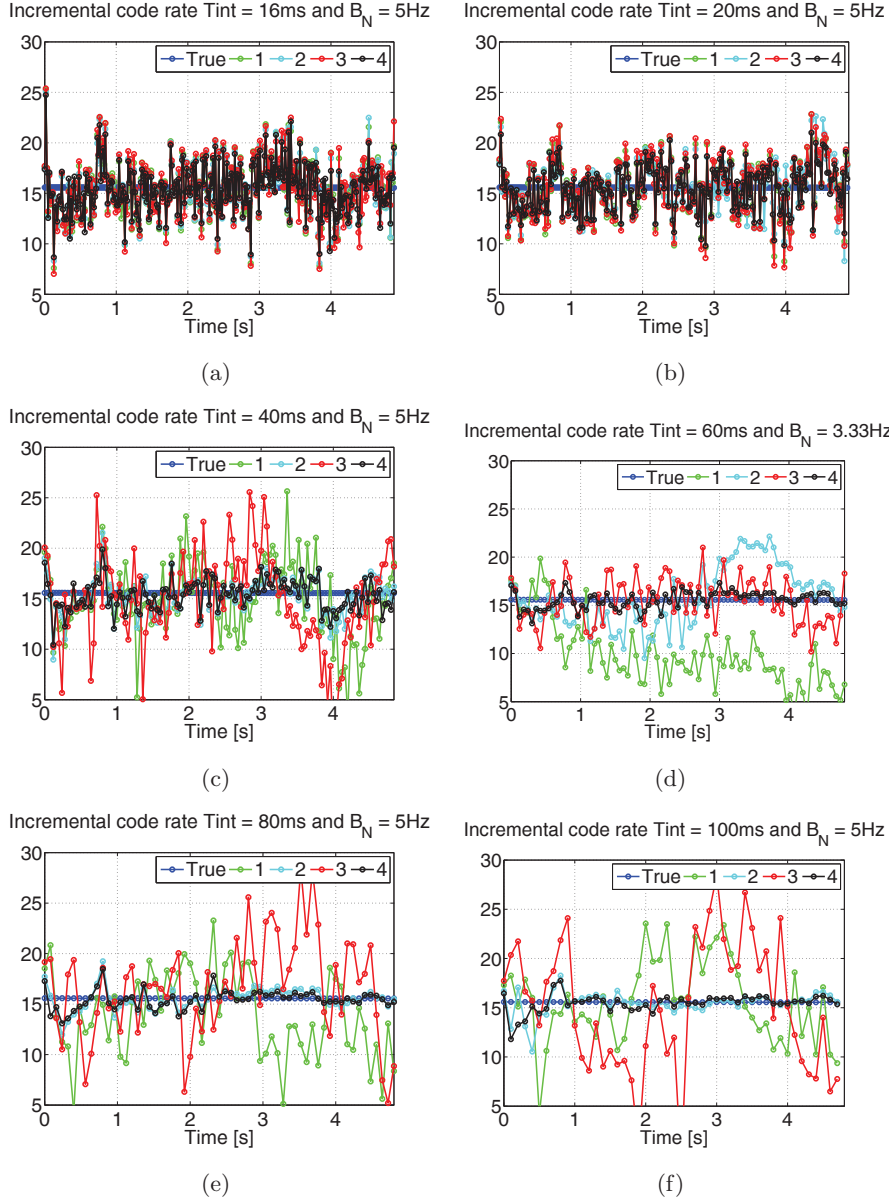 Incremental code rate Tint = 16ms and B_N = 5Hz
30
25
20
15
10
5
True 1 2 3 4
0 1 2 3 4
Time [s]
(a)
Incremental code rate Tint = 20ms and B_N = 5Hz
30
25
20
15
10
5
True 1 2 3 4
0 1 2 3 4
Time [s]
(b)
Incremental code rate Tint = 40ms and B_N = 5Hz
30
25
20
15
10
5
True 1 2 3 4
0 1 2 3 4
Time [s]
(c)
Incremental code rate Tint = 60ms and B_N = 3.33Hz
30
25
20
15
10
5
True 1 2 3 4
0 1 2 3 4
Time [s]
(d)
Incremental code rate Tint = 80ms and B_N = 5Hz
30
25
20
15
10
5
True 1 2 3 4
0 1 2 3 4
Time [s]
(e)
Incremental code rate Tint = 100ms and B_N = 5Hz
30
25
20
15
10
5
True 1 2 3 4
0 1 2 3 4
Time [s]
(f)